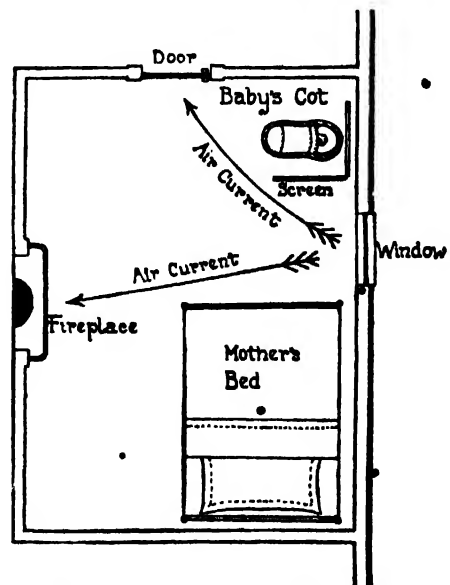 Door
Baby's Cot
Air Current
Screen
Window
Air Current
Fireplace
Mother's
Bed